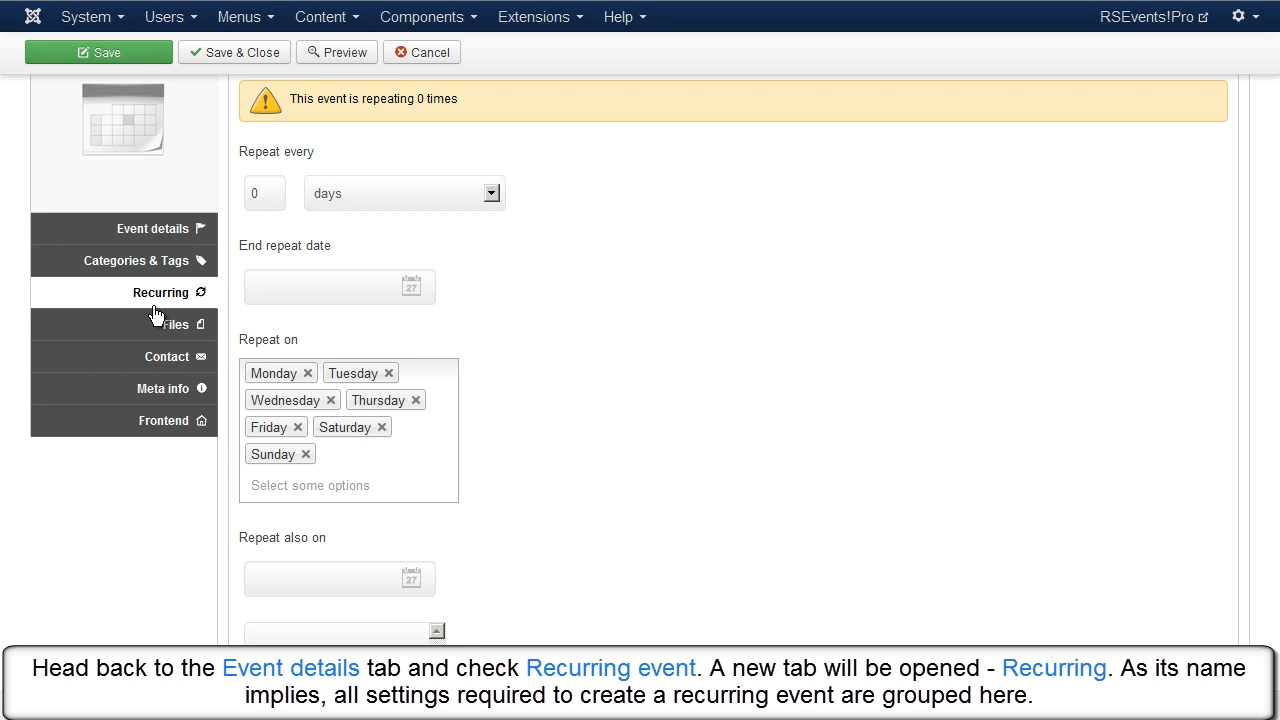 System Users Menus Content Components Extensions Help RSEvents!Pro
Save Save & Close Preview Cancel
This event is repeating 0 times
Repeat every
0 days
Event details
Categories & Tags
Recurring
Files
Contact
Meta info
Frontend
End repeat date
27
Repeat on
Monday Tuesday
Wednesday Thursday
Friday Saturday
Sunday
Select some options
Repeat also on
27
Head back to the Event details tab and check Recurring event. A new tab will be opened - Recurring. As its name
implies, all settings required to create a recurring event are grouped here.